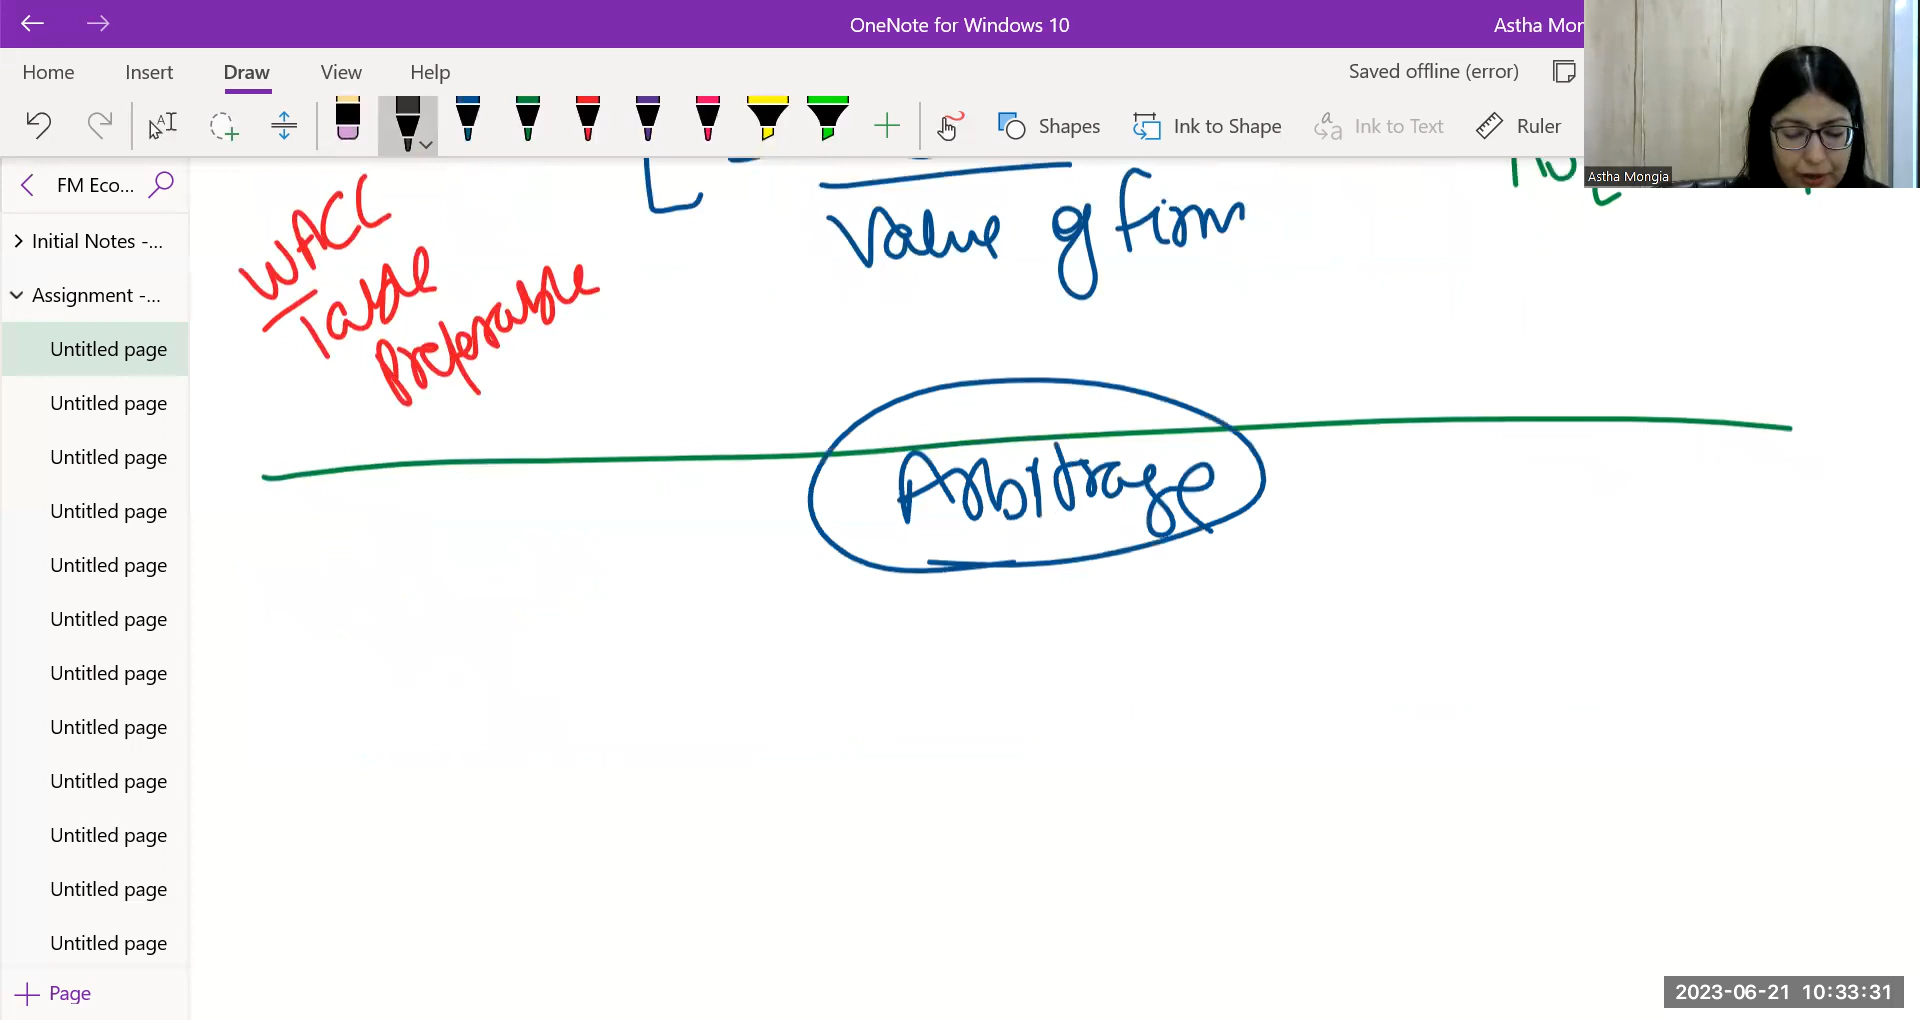 OneNote for Windows 10
Astha Mon
Home Insert Draw View Help
Saved offline (error)
Shapes Ink to Shape Ink to Text Ruler
Astha Mongia
FM Eco...
Initial Notes -...
Assignment -...
Untitled page
Untitled page
Untitled page
Untitled page
Untitled page
Untitled page
Untitled page
Untitled page
Untitled page
Untitled page
Untitled page
Untitled page
Page
Value of firm
WACC
Table
Preferable
Arbitrage
2023-06-21 10:33:31